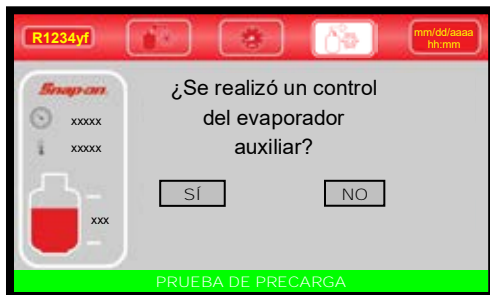 R1234yf
mm/dd/aaaa
hh:mm
Snap-on
xxxxx
xxxxx
xxx
¿Se realizó un control
del evaporador
auxiliar?
SÍ
NO
PRUEBA DE PRECARGA